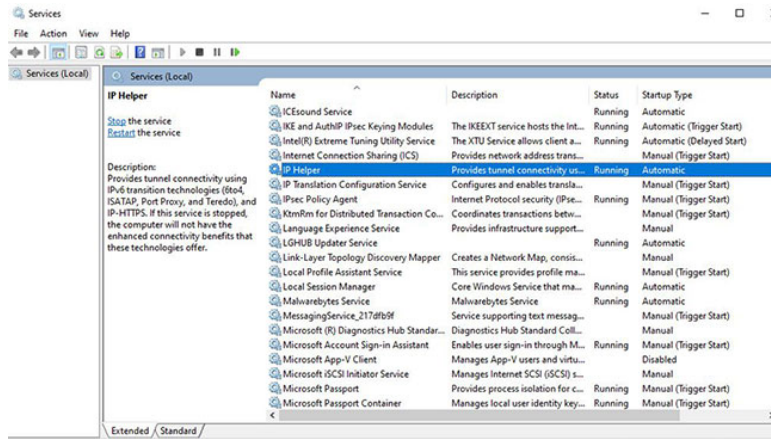 Services
File Action View Help
Services (Local)
Services (Local)
IP Helper
Stop the service
Restart the service
Description:
Provides tunnel connectivity using
IPv6 transition technologies (6to4,
ISATAP, Port Proxy, and Teredo), and
IP-HTTPS. If this service is stopped,
the computer will not have the
enhanced connectivity benefits that
these technologies offer.
Name Description Status Startup Type
ICEsound Service Running Automatic
IKE and AuthIP IPsec Keying Modules The IKEEXT service hosts the Int... Running Automatic (Trigger Start)
Intel(R) Extreme Tuning Utility Service The XTU Service allows client a... Running Automatic (Delayed Start)
Internet Connection Sharing (ICS) Provides network address trans... Manual (Trigger Start)
IP Helper Provides tunnel connectivity us... Running Automatic
IP Translation Configuration Service Configures and enables transla... Manual (Trigger Start)
IPsec Policy Agent Internet Protocol security (IPse... Running Manual (Trigger Start)
KtmRm for Distributed Transaction Co... Coordinates transactions betw... Manual (Trigger Start)
Language Experience Service Provides infrastructure support... Manual
LGHUB Updater Service Running Automatic
Link-Layer Topology Discovery Mapper Creates a Network Map, consis... Manual
Local Profile Assistant Service This service provides profile ma... Manual (Trigger Start)
Local Session Manager Core Windows Service that ma... Running Automatic
Malwarebytes Service Malwarebytes Service Running Automatic
MessagingService_217dfb9f Service supporting text messag... Manual (Trigger Start)
Microsoft (R) Diagnostics Hub Standar... Diagnostics Hub Standard Coll... Manual
Microsoft Account Sign-in Assistant Enables user sign-in through M... Running Manual (Trigger Start)
Microsoft App-V Client Manages App-V users and virtu... Disabled
Microsoft iSCSI Initiator Service Manages Internet SCSI (iSCSI) s... Manual
Microsoft Passport Provides process isolation for c... Running Manual (Trigger Start)
Microsoft Passport Container Manages local user identity key... Running Manual (Trigger Start)
Extended Standard